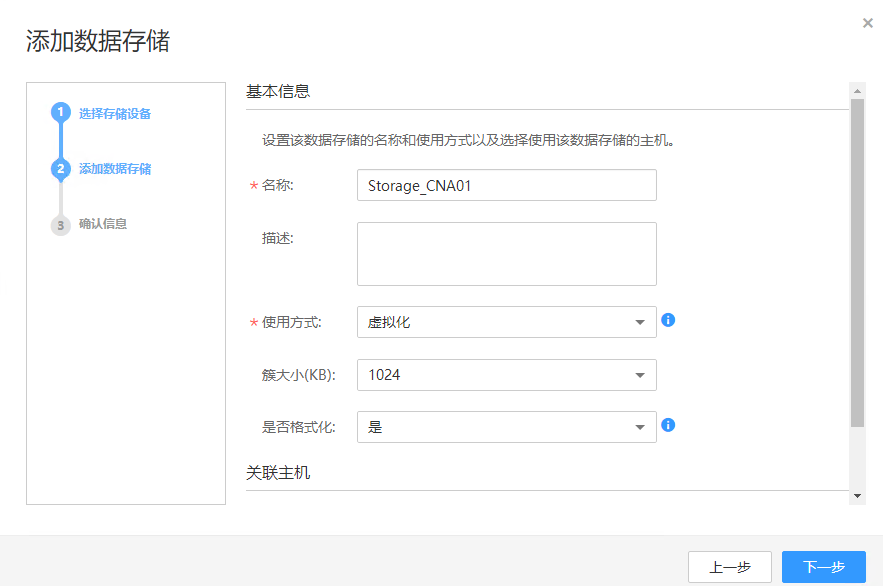 添加数据存储
×
1 选择存储设备
2 添加数据存储
3 确认信息
基本信息
设置该数据存储的名称和使用方式以及选择使用该数据存储的主机。
* 名称: Storage_CNA01
描述:
* 使用方式: 虚拟化
簇大小(KB): 1024
是否格式化: 是
关联主机
上一步 下一步